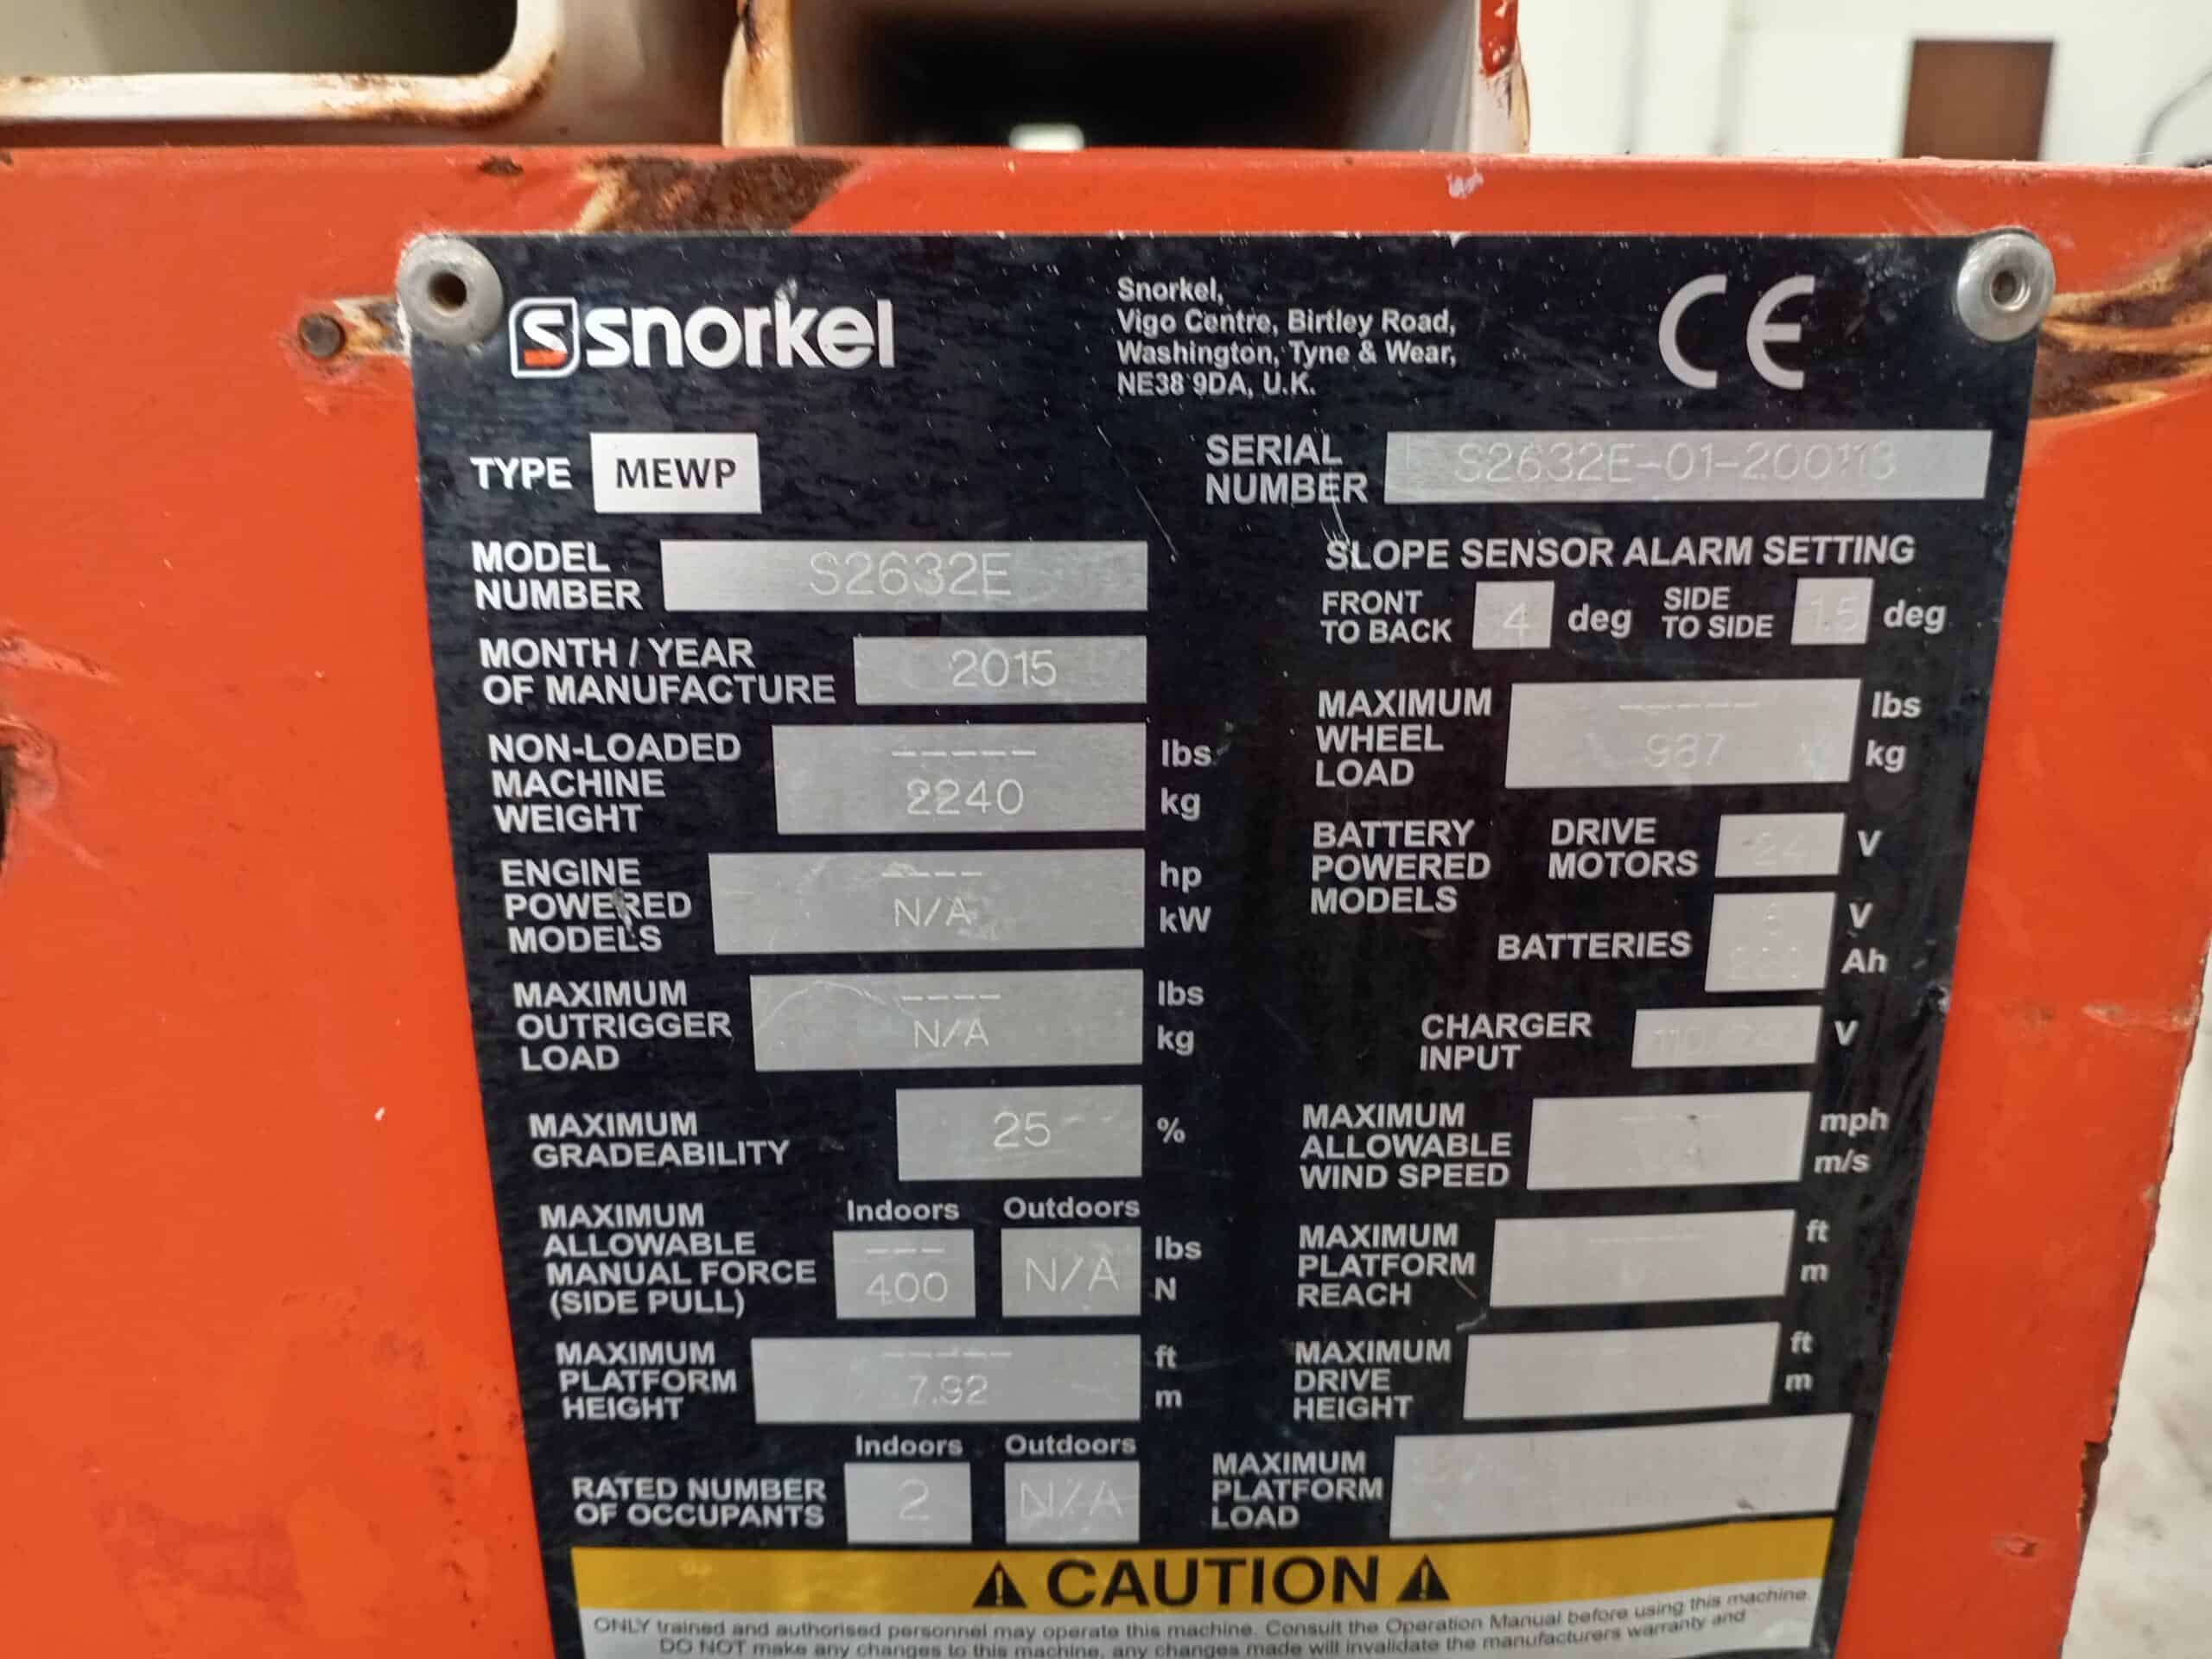 snorkel
Snorkel,
Vigo Centre, Birtley Road,
Washington, Tyne & Wear,
NE38 9DA, U.K.
CE
TYPE MEWP
SERIAL
NUMBER S2632E-01-200113
MODEL
NUMBER S2632E
MONTH / YEAR
OF MANUFACTURE 2015
NON-LOADED
MACHINE
WEIGHT
----- lbs
2240 kg
ENGINE
POWERED
MODELS
---- hp
N/A kW
MAXIMUM
OUTRIGGER
LOAD
---- lbs
N/A kg
MAXIMUM
GRADEABILITY 25 %
Indoors Outdoors
MAXIMUM
ALLOWABLE
MANUAL FORCE
(SIDE PULL)
--- lbs
400 N/A N
MAXIMUM
PLATFORM
HEIGHT
----- ft
7.92 m
Indoors Outdoors
RATED NUMBER
OF OCCUPANTS 2 N/A
SLOPE SENSOR ALARM SETTING
FRONT
TO BACK 4 deg
SIDE
TO SIDE 1.5 deg
MAXIMUM
WHEEL
LOAD
----- lbs
987 kg
BATTERY
POWERED
MODELS
DRIVE
MOTORS 24 V
BATTERIES
V
Ah
CHARGER
INPUT V
MAXIMUM
ALLOWABLE
WIND SPEED
mph
m/s
MAXIMUM
PLATFORM
REACH
ft
m
MAXIMUM
DRIVE
HEIGHT
ft
m
MAXIMUM
PLATFORM
LOAD
CAUTION
ONLY trained and authorised personnel may operate this machine. Consult the Operation Manual before using this machine.
DO NOT make any changes to this machine, any changes made will invalidate the manufacturers warranty and